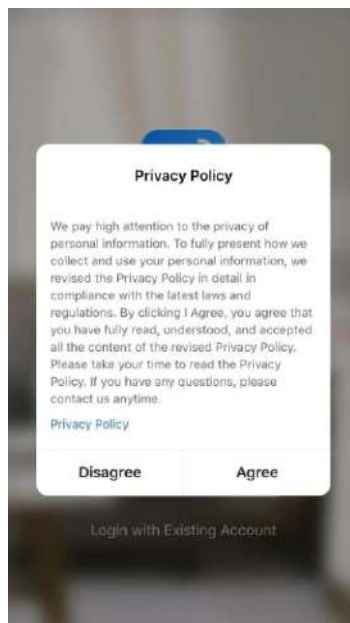 Privacy Policy
We pay high attention to the privacy of
personal information. To fully present how we
collect and use your personal information, we
revised the Privacy Policy in detail in
compliance with the latest laws and
regulations. By clicking I Agree, you agree that
you have fully read, understood, and accepted
all the content of the revised Privacy Policy.
Please take your time to read the Privacy
Policy. If you have any questions, please
contact us anytime.
Privacy Policy
Disagree Agree
Login with Existing Account